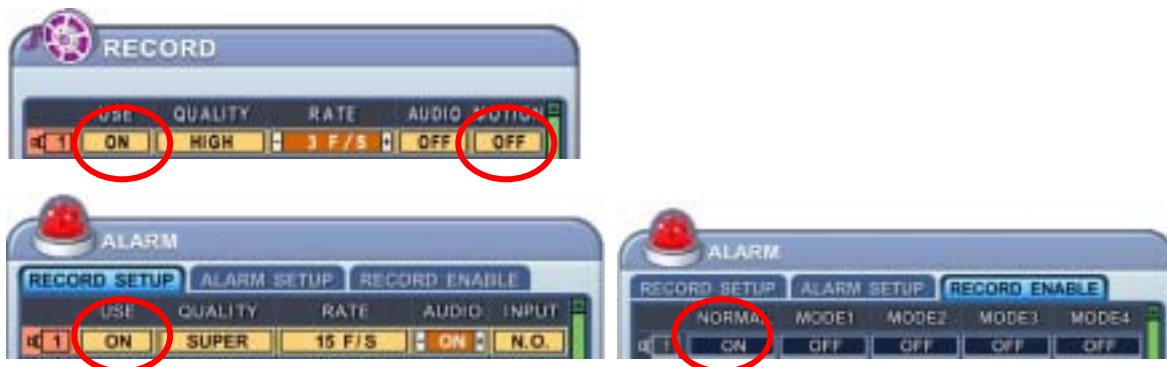 RECORD
USE QUALITY RATE AUDIO MOTION
1 ON HIGH - 3 F/S + OFF OFF
ALARM
RECORD SETUP ALARM SETUP RECORD ENABLE
USE QUALITY RATE AUDIO INPUT
1 ON SUPER 15 F/S - ON + N.O.
ALARM
RECORD SETUP ALARM SETUP RECORD ENABLE
NORMAL MODE1 MODE2 MODE3 MODE4
1 ON OFF OFF OFF OFF